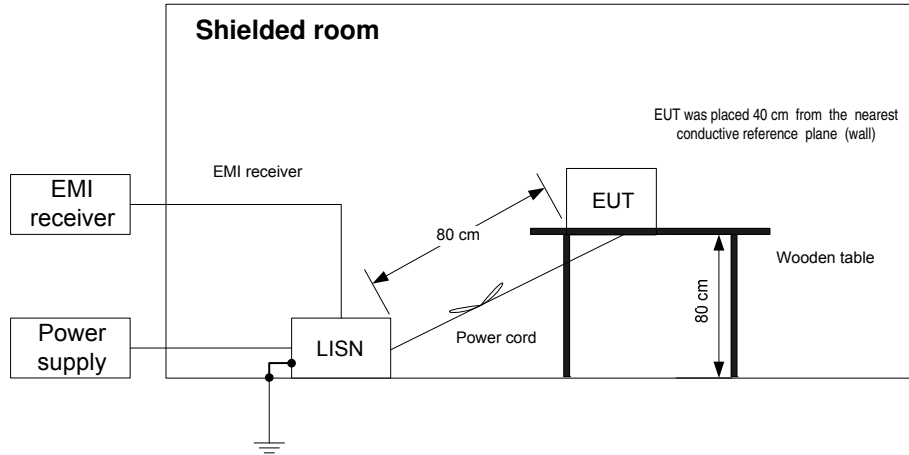 Shielded room
EUT was placed 40 cm from the nearest
conductive reference plane (wall)
EMI receiver
EMI
receiver
EUT
80 cm
Wooden table
80 cm
Power
supply
LISN
Power cord